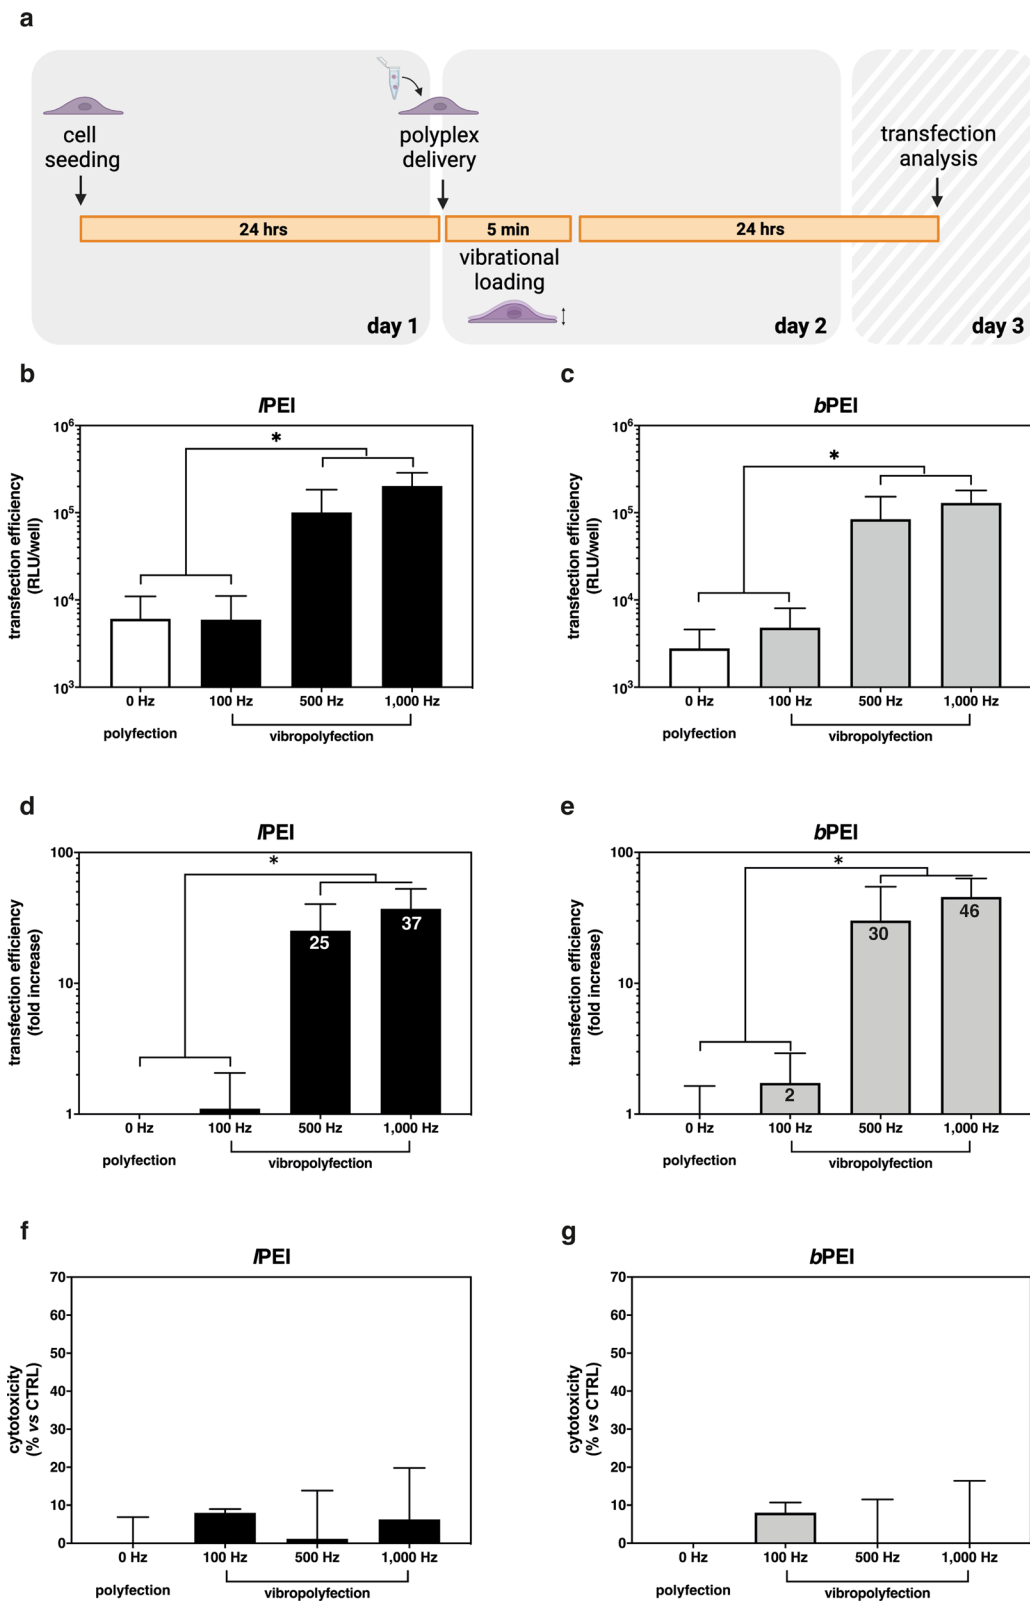 a
cell
seeding
polyplex
delivery
transfection
analysis
24 hrs
5 min
24 hrs
vibrational
loading
day 1
day 2
day 3
b
lPEI
transfection efficiency
(RLU/well)
10⁶
10⁵
10⁴
10³
*
0 Hz
100 Hz
500 Hz
1,000 Hz
polyfection
vibropolyfection
c
bPEI
transfection efficiency
(RLU/well)
10⁶
10⁵
10⁴
10³
*
0 Hz
100 Hz
500 Hz
1,000 Hz
polyfection
vibropolyfection
d
lPEI
transfection efficiency
(fold increase)
100
10
1
*
25
37
0 Hz
100 Hz
500 Hz
1,000 Hz
polyfection
vibropolyfection
e
bPEI
transfection efficiency
(fold increase)
100
10
1
*
2
30
46
0 Hz
100 Hz
500 Hz
1,000 Hz
polyfection
vibropolyfection
f
lPEI
cytotoxicity
(% vs CTRL)
70
60
50
40
30
20
10
0
0 Hz
100 Hz
500 Hz
1,000 Hz
polyfection
vibropolyfection
g
bPEI
cytotoxicity
(% vs CTRL)
70
60
50
40
30
20
10
0
0 Hz
100 Hz
500 Hz
1,000 Hz
polyfection
vibropolyfection